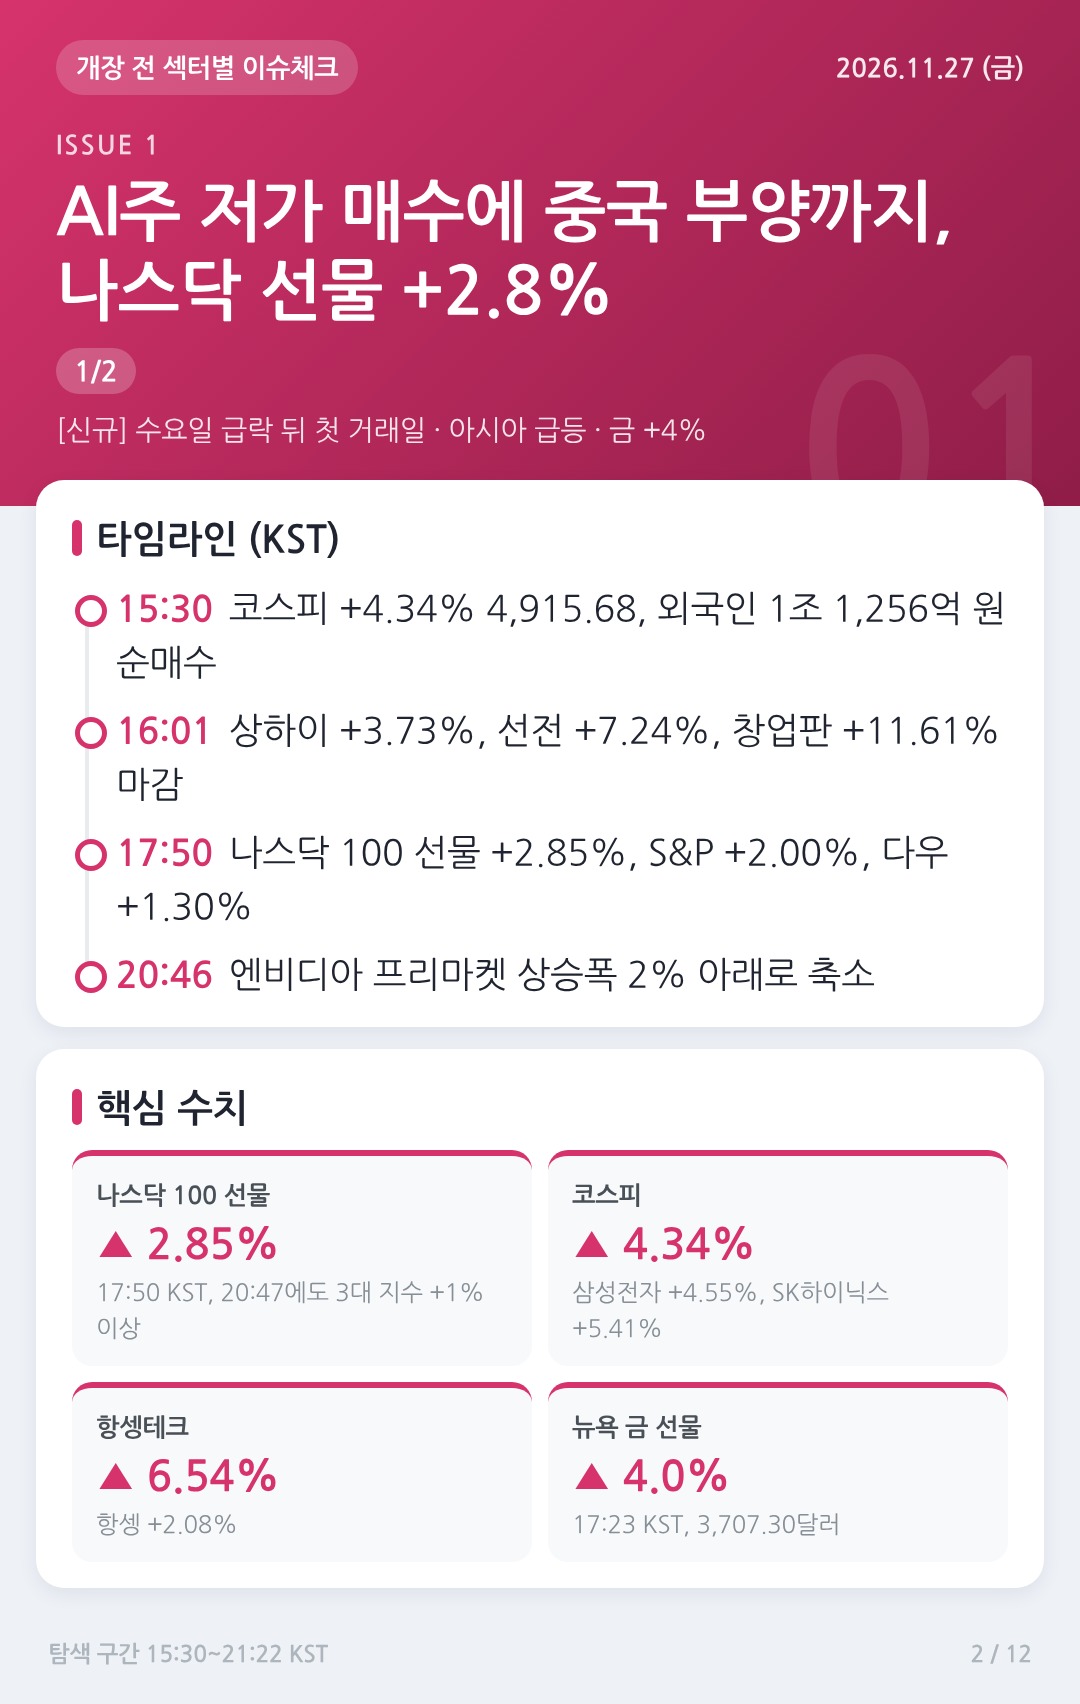 개장 전 섹터별 이슈체크
2026.11.27 (금)
ISSUE 1
AI주 저가 매수에 중국 부양까지,
나스닥 선물 +2.8%
1/2
01
[신규] 수요일 급락 뒤 첫 거래일 · 아시아 급등 · 금 +4%
타임라인 (KST)
15:30 코스피 +4.34% 4,915.68, 외국인 1조 1,256억 원
순매수
16:01 상하이 +3.73%, 선전 +7.24%, 창업판 +11.61%
마감
17:50 나스닥 100 선물 +2.85%, S&P +2.00%, 다우
+1.30%
20:46 엔비디아 프리마켓 상승폭 2% 아래로 축소
핵심 수치
나스닥 100 선물
▲ 2.85%
17:50 KST, 20:47에도 3대 지수 +1%
이상
코스피
▲ 4.34%
삼성전자 +4.55%, SK하이닉스
+5.41%
항셍테크
▲ 6.54%
항셍 +2.08%
뉴욕 금 선물
▲ 4.0%
17:23 KST, 3,707.30달러
탐색 구간 15:30~21:22 KST
2 / 12